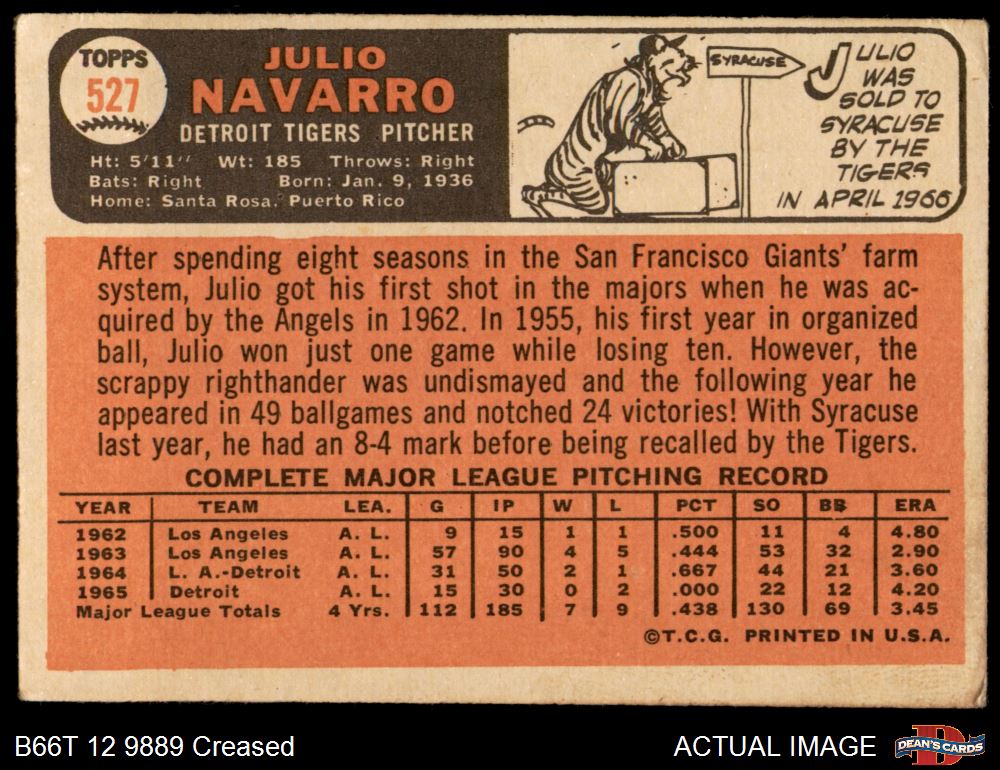 TOPPS
527
JULIO
NAVARRO
DETROIT TIGERS PITCHER
Ht: 5'11" Wt: 185 Throws: Right
Bats: Right Born: Jan. 9, 1936
Home: Santa Rosa, Puerto Rico
SYRACUSE
JULIO
WAS
SOLD TO
SYRACUSE
BY THE
TIGERS
IN APRIL 1966
After spending eight seasons in the San Francisco Giants' farm
system, Julio got his first shot in the majors when he was ac-
quired by the Angels in 1962. In 1955, his first year in organized
ball, Julio won just one game while losing ten. However, the
scrappy righthander was undismayed and the following year he
appeared in 49 ballgames and notched 24 victories! With Syracuse
last year, he had an 8-4 mark before being recalled by the Tigers.
COMPLETE MAJOR LEAGUE PITCHING RECORD
YEAR TEAM LEA. G IP W L PCT SO BB ERA
1962 Los Angeles A. L. 9 15 1 1 .500 11 4 4.80
1963 Los Angeles A. L. 57 90 4 5 .444 53 32 2.90
1964 L. A.-Detroit A. L. 31 50 2 1 .667 44 21 3.60
1965 Detroit A. L. 15 30 0 2 .000 22 12 4.20
Major League Totals 4 Yrs. 112 185 7 9 .438 130 69 3.45
©T.C.G. PRINTED IN U.S.A.
B66T 12 9889 Creased
ACTUAL IMAGE
DEAN'S CARDS